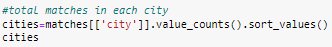 #total matches in each city
cities=matches[['city']].value_counts().sort_values()
cities